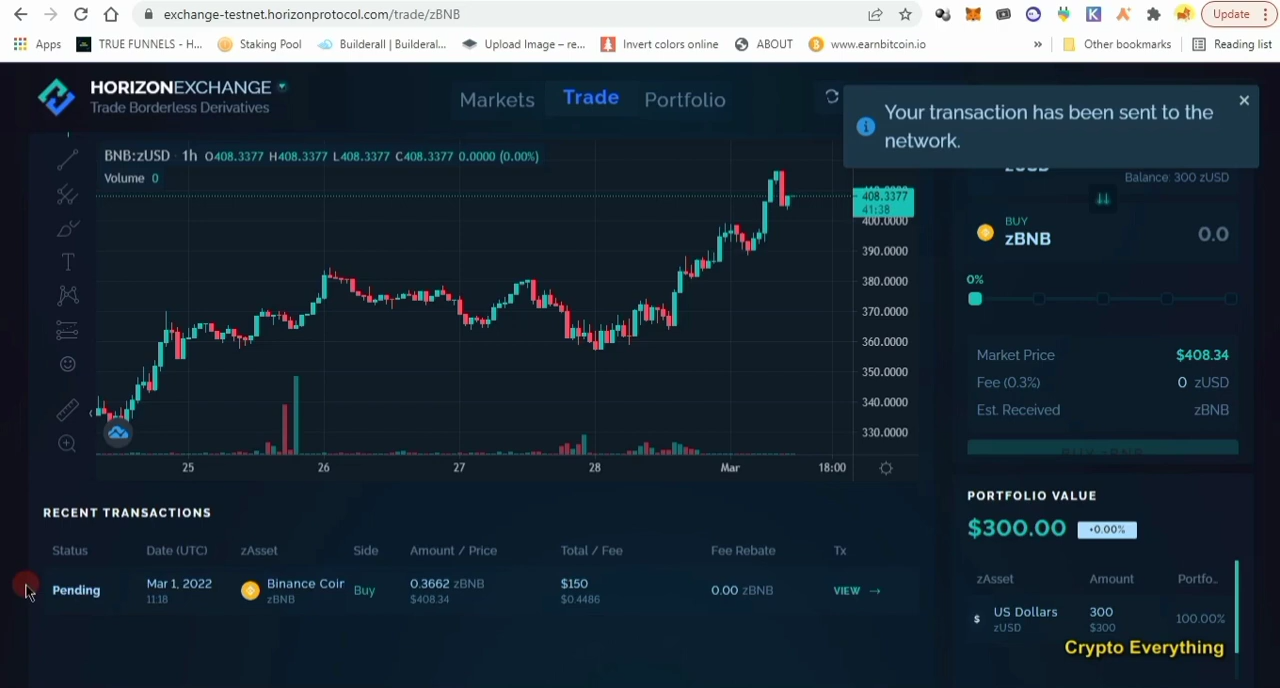 exchange-testnet.horizonprotocol.com/trade/zBNB
Update
Apps
TRUE FUNNELS - H...
Staking Pool
Builderall | Builderal...
Upload Image – re...
Invert colors online
ABOUT
www.earnbitcoin.io
»
Other bookmarks
Reading list
HORIZONEXCHANGE
Trade Borderless Derivatives
Markets
Trade
Portfolio
Your transaction has been sent to the
network.
BNB:zUSD 1h O408.3377 H408.3377 L408.3377 C408.3377 0.0000 (0.00%)
Volume 0
408.3377
41:38
400.0000
390.0000
380.0000
370.0000
360.0000
350.0000
340.0000
330.0000
25
26
27
28
Mar
18:00
zUSD
Balance: 300 zUSD
BUY
zBNB
0.0
0%
Market Price
$408.34
Fee (0.3%)
0 zUSD
Est. Received
zBNB
PORTFOLIO VALUE
$300.00
+0.00%
zAsset
Amount
Portfo...
US Dollars
zUSD
300
$300
100.00%
RECENT TRANSACTIONS
Status
Date (UTC)
zAsset
Side
Amount / Price
Total / Fee
Fee Rebate
Tx
Pending
Mar 1, 2022
11:18
Binance Coir
zBNB
Buy
0.3662 zBNB
$408.34
$150
$0.4486
0.00 zBNB
VIEW →
Crypto Everything